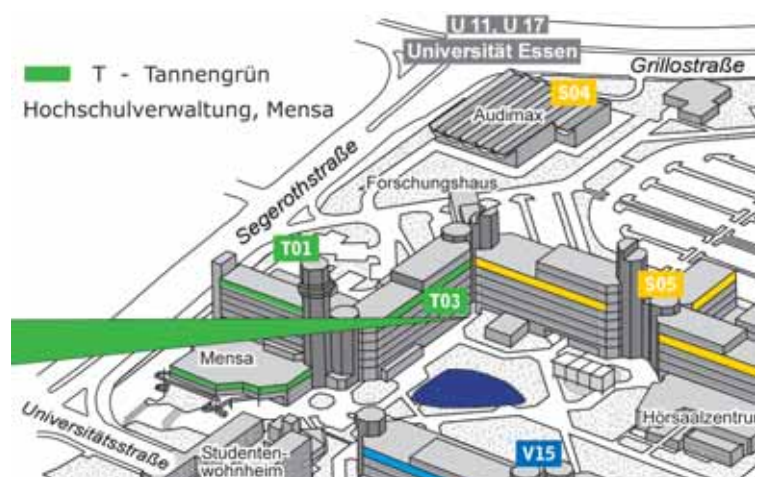 U 11, U 17
Universität Essen
T - Tannengrün
Hochschulverwaltung, Mensa
Grillostraße
S04
Audimax
Segerothstraße
Forschungshaus
T01
T03
S05
Mensa
Universitätsstraße
Hörsaalzentru
Studenten-
wohnheim
V15